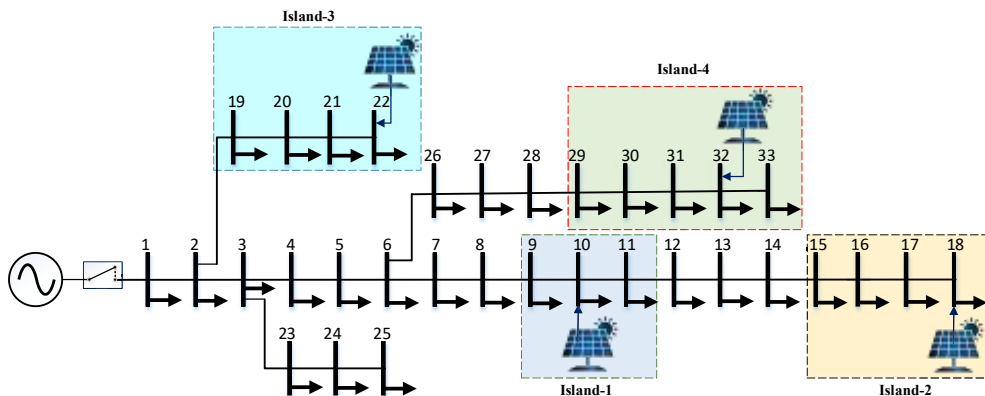 Island-3
Island-4
19 20 21 22
26 27 28 29 30 31 32 33
1 2 3 4 5 6 7 8 9 10 11 12 13 14 15 16 17 18
23 24 25
Island-1
Island-2